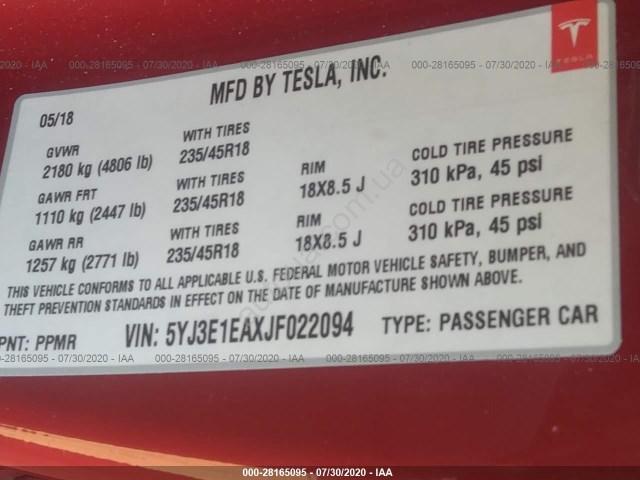 MFD BY TESLA, INC.
TESLA
05/18
GVWR WITH TIRES
2180 kg (4806 lb) 235/45R18
GAWR FRT WITH TIRES RIM COLD TIRE PRESSURE
1110 kg (2447 lb) 235/45R18 18X8.5 J 310 kPa, 45 psi
GAWR RR WITH TIRES RIM COLD TIRE PRESSURE
1257 kg (2771 lb) 235/45R18 18X8.5 J 310 kPa, 45 psi
THIS VEHICLE CONFORMS TO ALL APPLICABLE U.S. FEDERAL MOTOR VEHICLE SAFETY, BUMPER, AND
THEFT PREVENTION STANDARDS IN EFFECT ON THE DATE OF MANUFACTURE SHOWN ABOVE.
PNT: PPMR VIN: 5YJ3E1EAXJF022094 TYPE: PASSENGER CAR
000-28165095 - 07/30/2020 - IAA